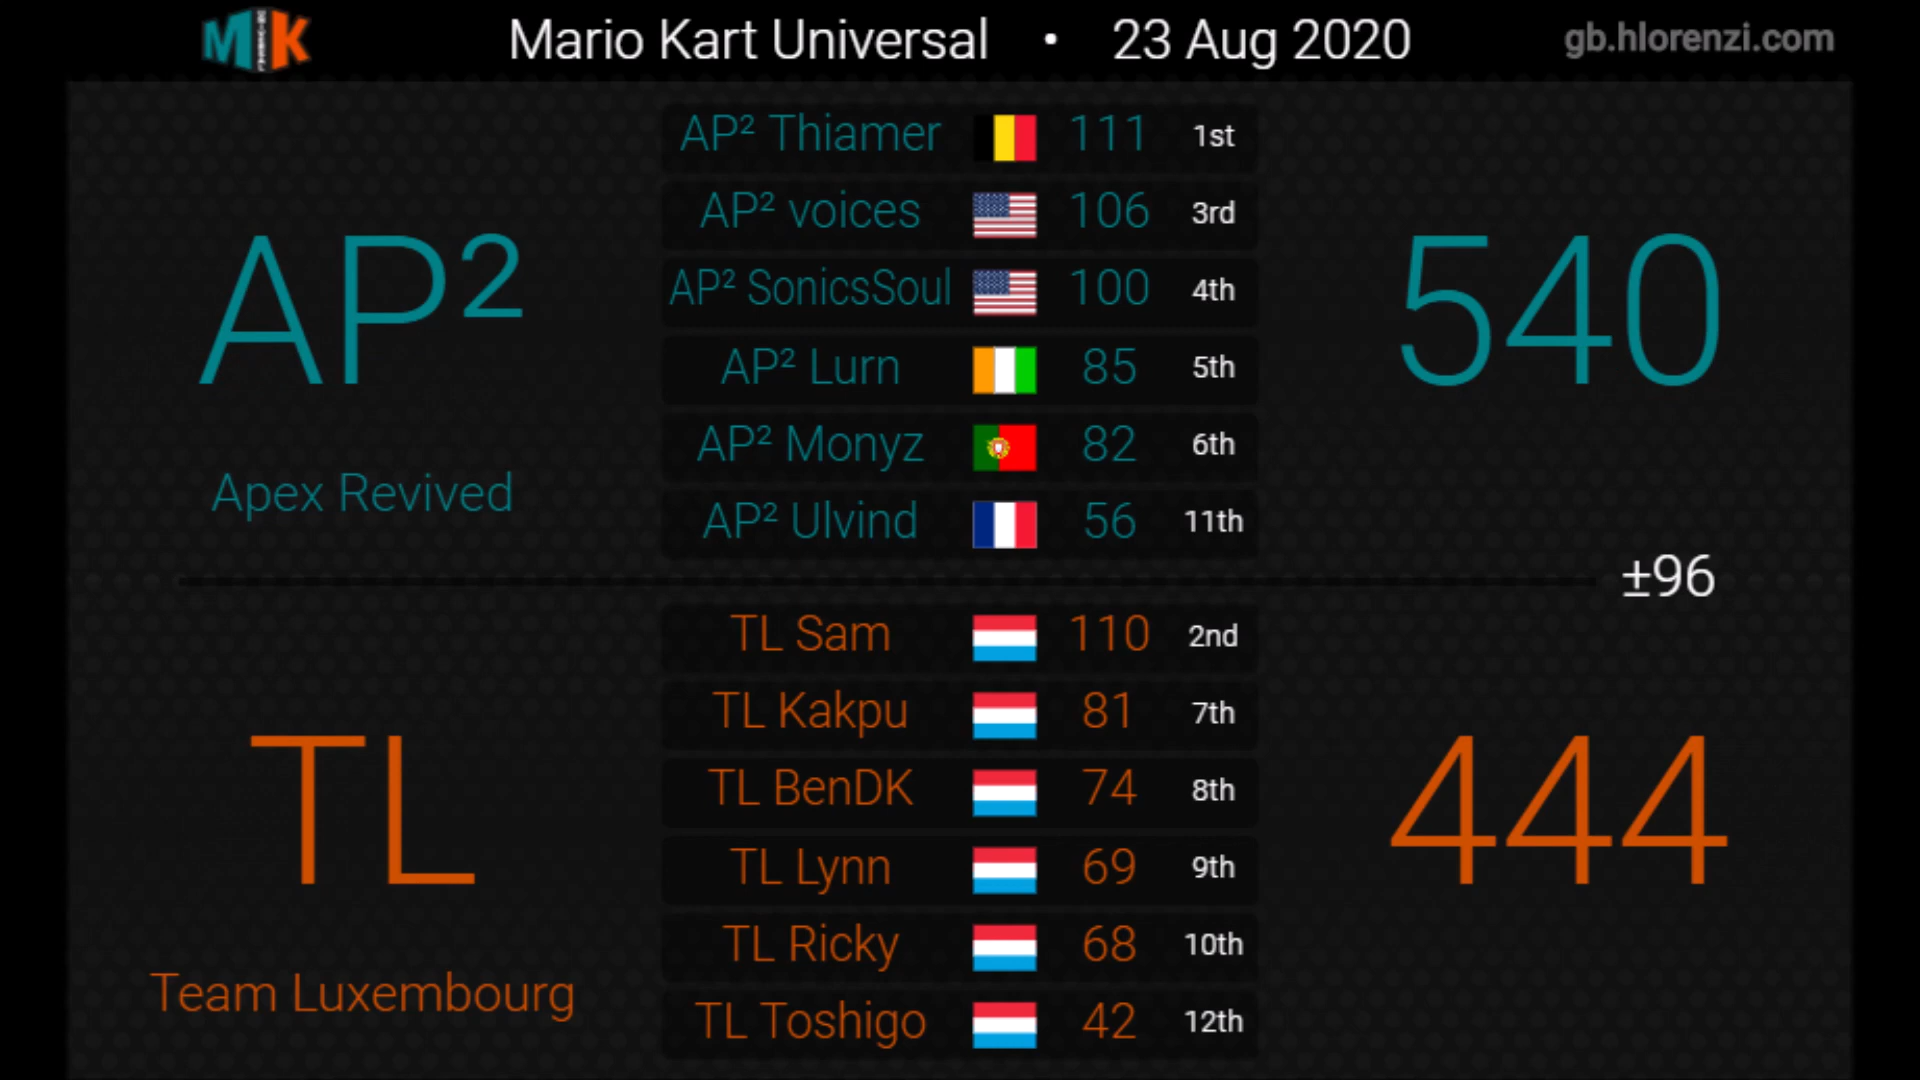 MK
Mario Kart Universal • 23 Aug 2020
gb.hlorenzi.com
AP² Thiamer 111 1st
AP² voices 106 3rd
AP² SonicsSoul 100 4th
AP² Lurn 85 5th
AP² Monyz 82 6th
AP² Ulvind 56 11th
AP²
Apex Revived
540
±96
TL Sam 110 2nd
TL Kakpu 81 7th
TL BenDK 74 8th
TL Lynn 69 9th
TL Ricky 68 10th
TL Toshigo 42 12th
TL
Team Luxembourg
444